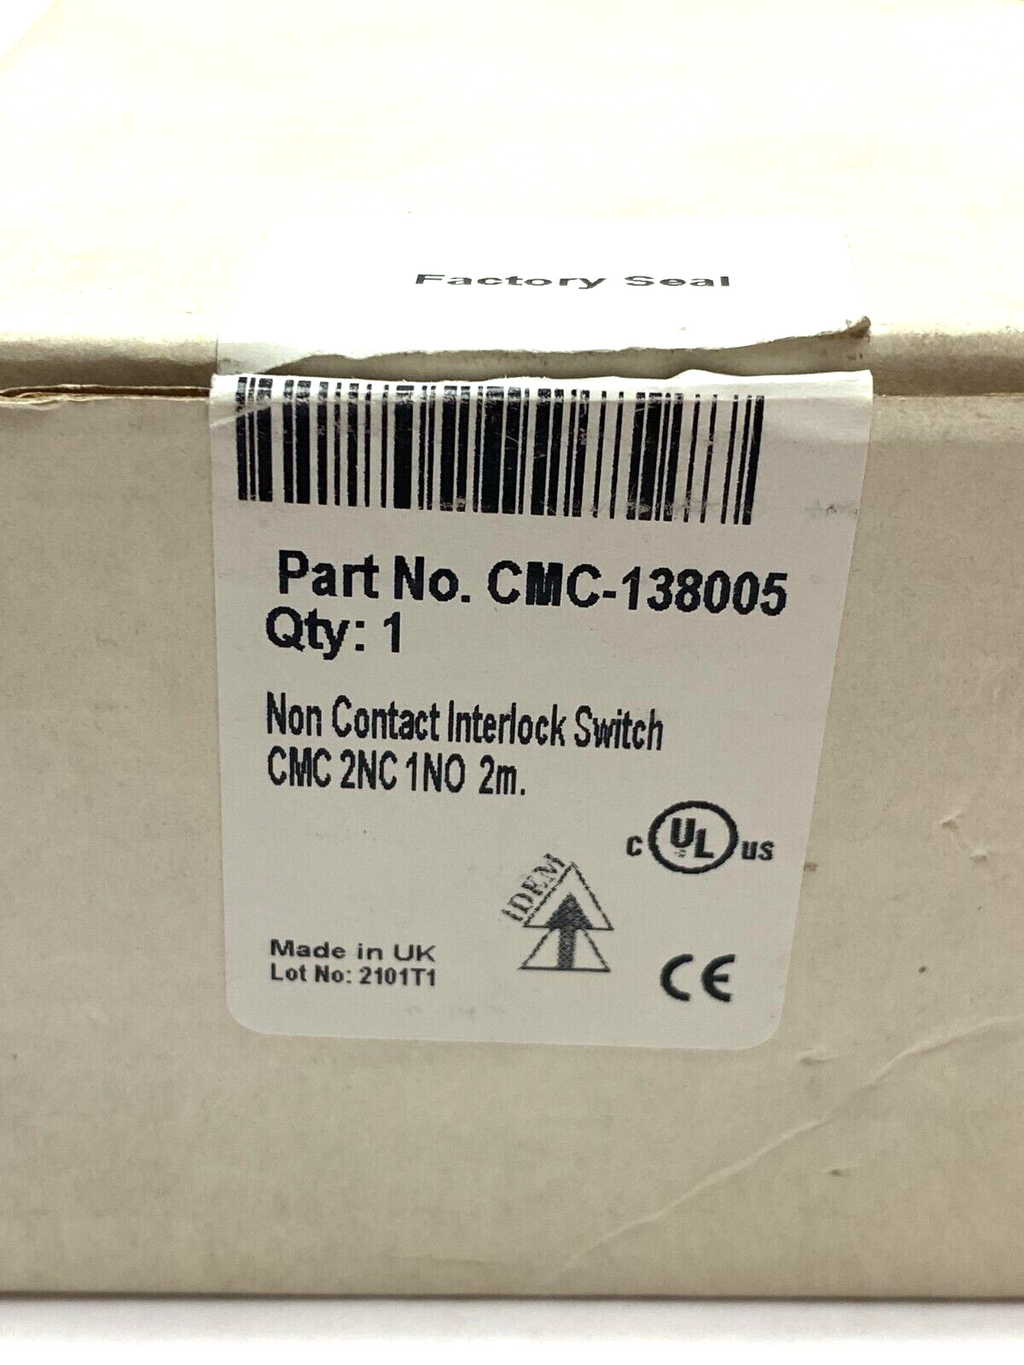 Factory Seal
Part No. CMC-138005
Qty: 1
Non Contact Interlock Switch
CMC 2NC 1NO 2m.
C UL US
IDEM
Made in UK
Lot No: 2101T1
CE